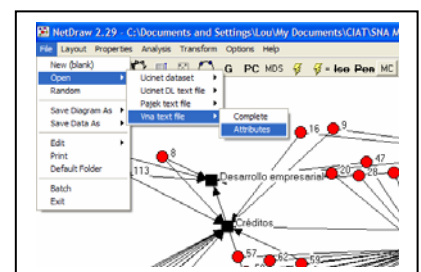 NetDraw 2.29 - C:\Documents and Settings\Lou\My Documents\CIAT\SNA M
File Layout Properties Analysis Transform Options Help
New (blank)
Open
Random
Save Diagram As
Save Data As
Edit
Print
Default Folder
Batch
Exit
Ucinet dataset
Ucinet DL text file
Pajek text file
Vna text file
Complete
Attributes
G PC MDS = Iso Pen MC
16 9
8
113
47
20 28
Desarrollo empresarial
Créditos
57 62 59